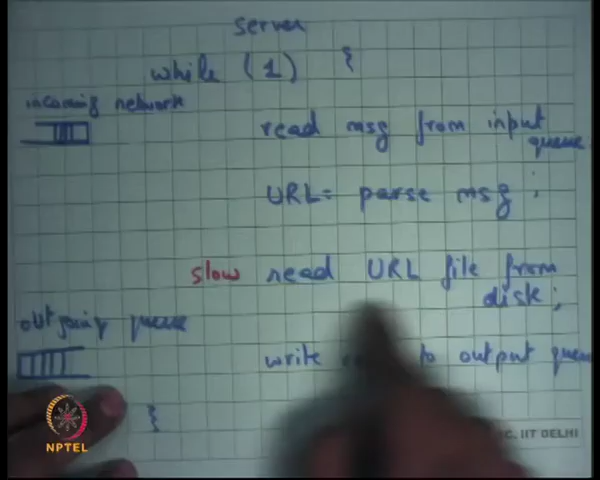 server
while (1) {
incoming network
read msg from input
queue
URL= parse msg ;
slow read URL file from
disk;
outgoing queue
write to output queue
}
NPTEL
C. IIT DELHI